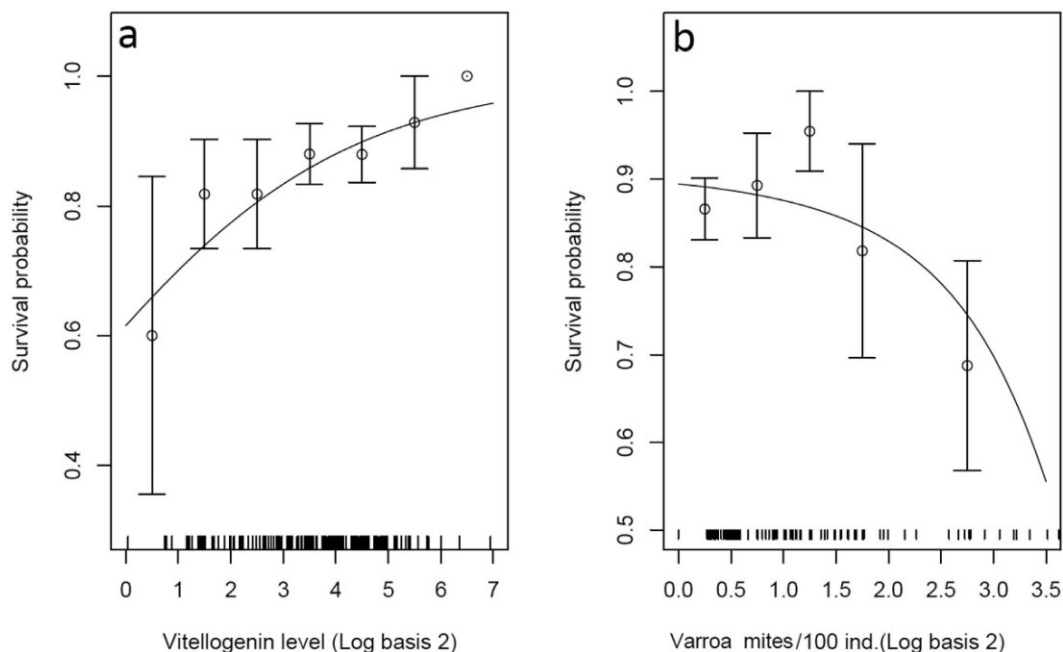 a
Survival probability
1.0
0.8
0.6
0.4
0 1 2 3 4 5 6 7
Vitellogenin level (Log basis 2)
b
Survival probability
1.0
0.9
0.8
0.7
0.6
0.5
0.0 0.5 1.0 1.5 2.0 2.5 3.0 3.5
Varroa mites/100 ind.(Log basis 2)